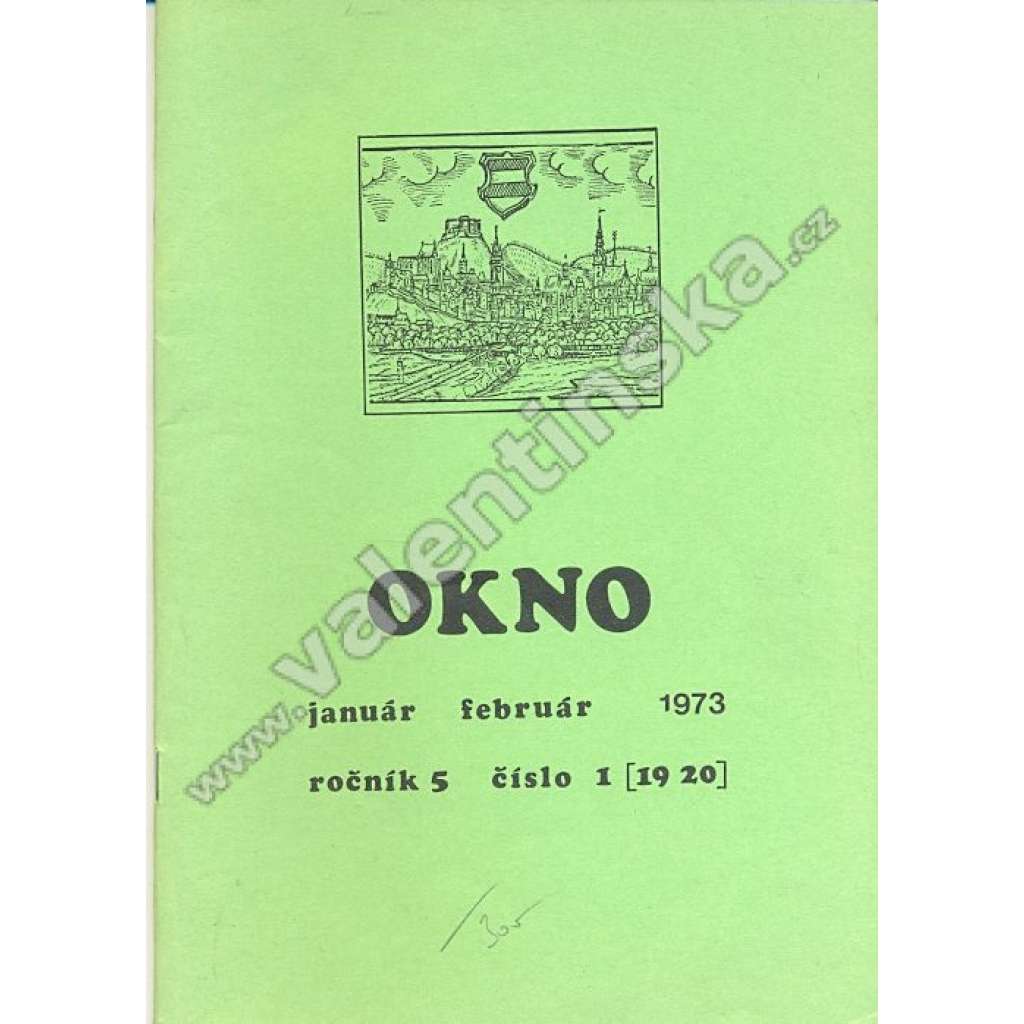 OKNO
január február 1973
ročník 5 číslo 1 [19 20]
www.valentinska.cz